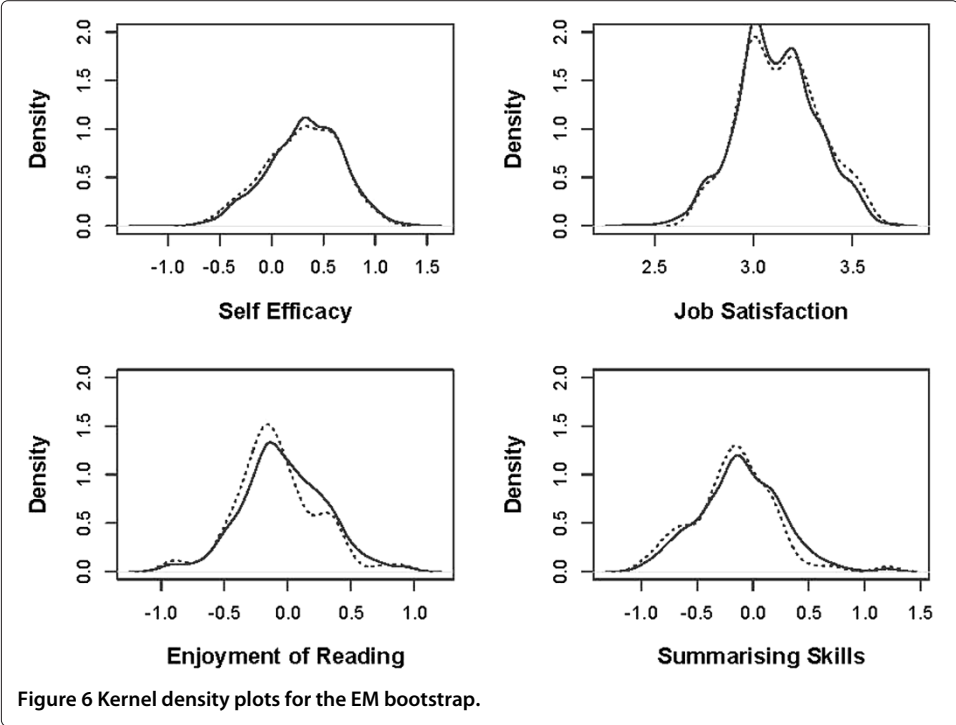 Density
2.0
1.5
1.0
0.5
0.0
-1.0 -0.5 0.0 0.5 1.0 1.5
Self Efficacy
Density
2.0
1.5
1.0
0.5
0.0
2.5 3.0 3.5
Job Satisfaction
Density
2.0
1.5
1.0
0.5
0.0
-1.0 -0.5 0.0 0.5 1.0
Enjoyment of Reading
Density
2.0
1.5
1.0
0.5
0.0
-1.0 -0.5 0.0 0.5 1.0 1.5
Summarising Skills
Figure 6 Kernel density plots for the EM bootstrap.